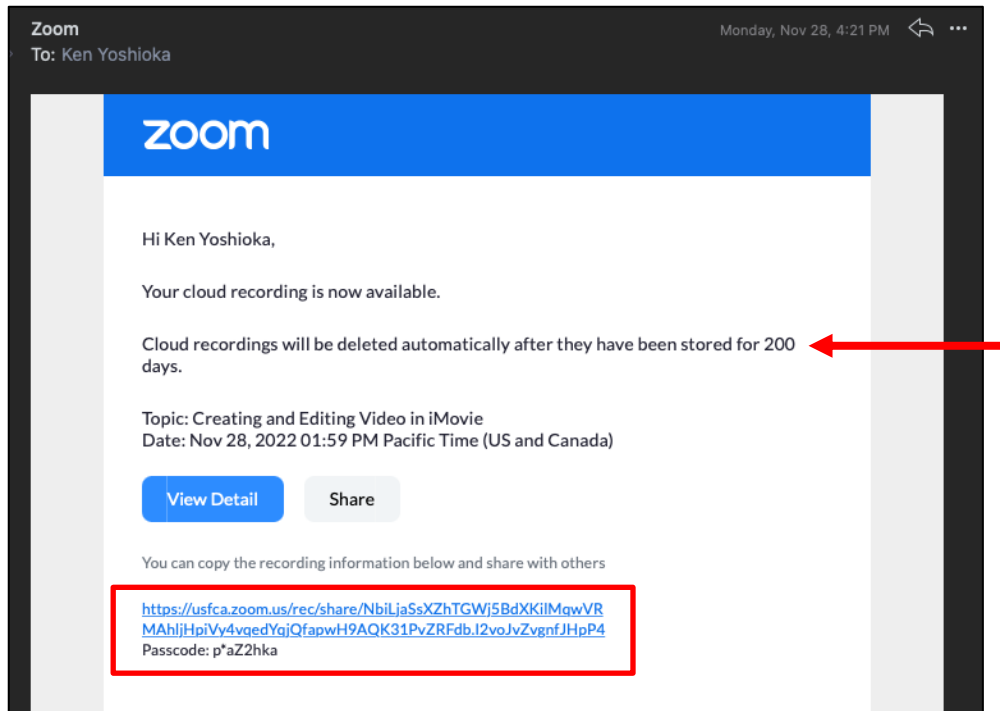 Zoom
Monday, Nov 28, 4:21 PM
To: Ken Yoshioka
zoom
Hi Ken Yoshioka,
Your cloud recording is now available.
Cloud recordings will be deleted automatically after they have been stored for 200
days.
Topic: Creating and Editing Video in iMovie
Date: Nov 28, 2022 01:59 PM Pacific Time (US and Canada)
View Detail
Share
You can copy the recording information below and share with others
https://usfca.zoom.us/rec/share/NbiLjaSsXZhTGWj5BdXKilMqwVR
MAhljHpiVy4vqedYqjQfapwH9AQK31PvZRFdb.I2voJvZvgnfJHpP4
Passcode: p*aZ2hka